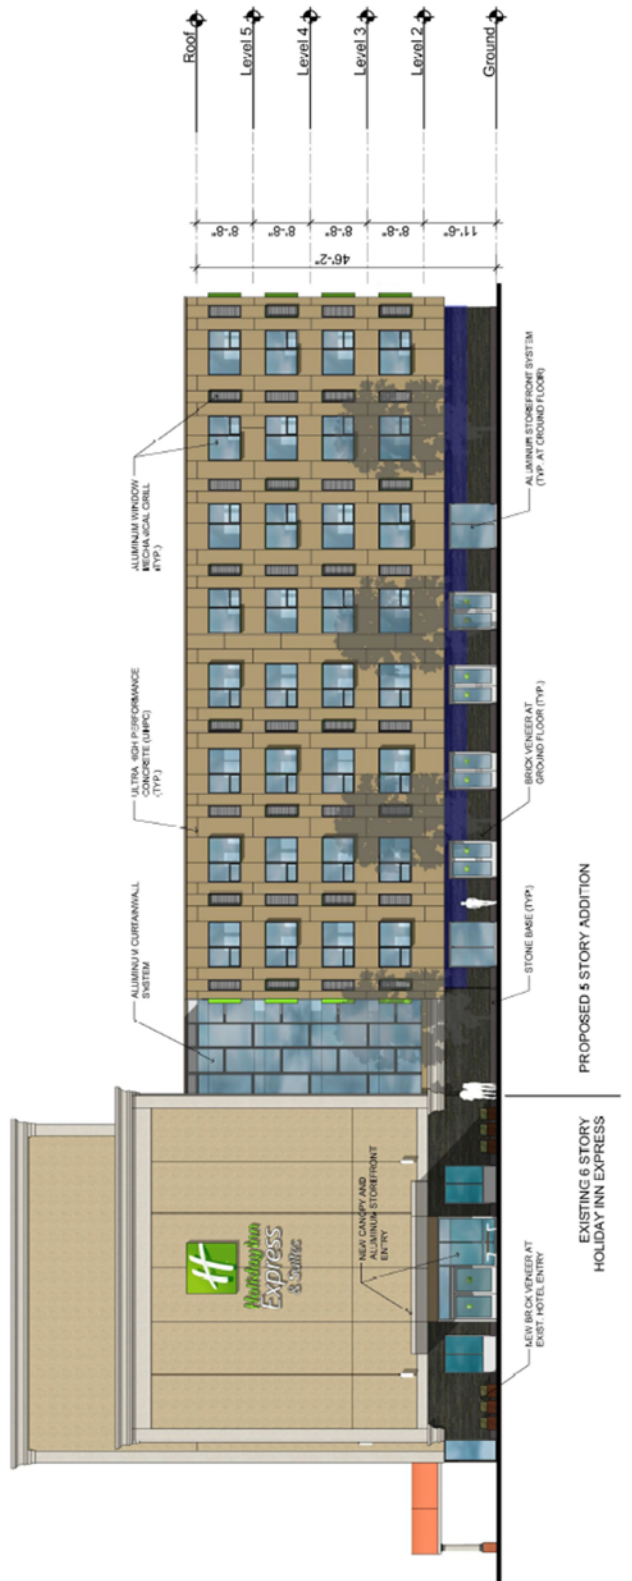 Roof
Level 5
Level 4
Level 3
Level 2
Ground
8'-8"
8'-8"
8'-8"
8'-8"
11'-6"
46'-2"
ALUMINUM CURTAINWALL
SYSTEM
ULTRA HIGH PERFORMANCE
CONCRETE (UHPC)
(TYP.)
ALUMINUM WINDOW
MECHANICAL GRILL
(TYP.)
Holiday Inn
Express
& Suites
NEW CANOPY AND
ALUMINUM STOREFRONT
ENTRY
NEW BRICK VENEER AT
EXIST. HOTEL ENTRY
EXISTING 6 STORY
HOLIDAY INN EXPRESS
PROPOSED 5 STORY ADDITION
STONE BASE (TYP.)
BRICK VENEER AT
GROUND FLOOR (TYP.)
ALUMINUM STOREFRONT SYSTEM
(TYP. AT GROUND FLOOR)